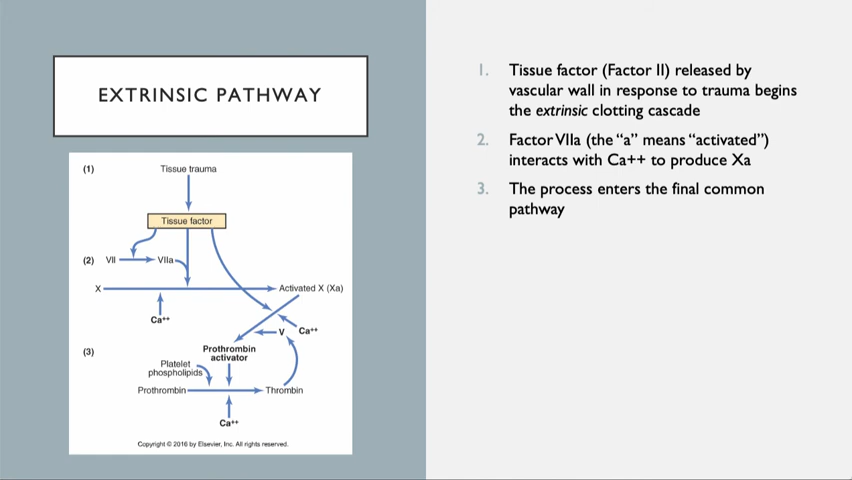 EXTRINSIC PATHWAY
(1)
Tissue trauma
Tissue factor
(2) VII VIIa
X Activated X (Xa)
Ca++
V Ca++
(3)
Prothrombin
activator
Platelet
phospholipids
Prothrombin Thrombin
Ca++
Copyright © 2016 by Elsevier, Inc. All rights reserved.
1. Tissue factor (Factor II) released by
vascular wall in response to trauma begins
the extrinsic clotting cascade
2. Factor VIIa (the “a” means “activated”)
interacts with Ca++ to produce Xa
3. The process enters the final common
pathway